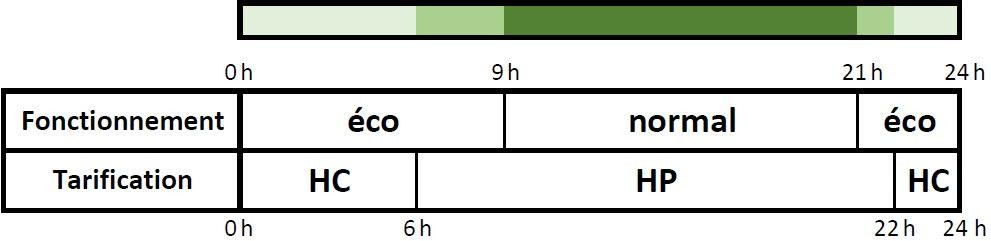 0 h 9 h 21 h 24 h
Fonctionnement éco normal éco
Tarification HC HP HC
0 h 6 h 22 h 24 h